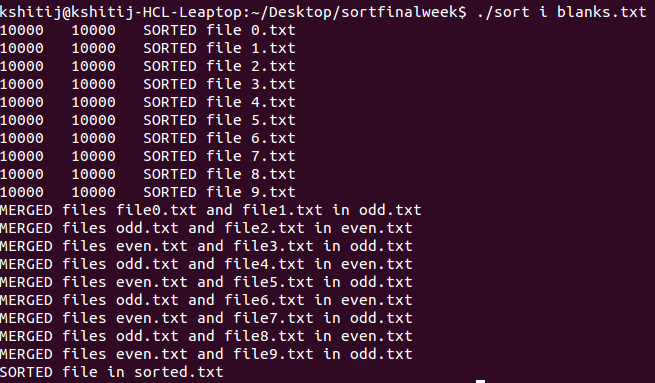 kshitij@kshitij-HCL-Leaptop:~/Desktop/sortfinalweek$ ./sort i blanks.txt
10000   10000   SORTED file 0.txt
10000   10000   SORTED file 1.txt
10000   10000   SORTED file 2.txt
10000   10000   SORTED file 3.txt
10000   10000   SORTED file 4.txt
10000   10000   SORTED file 5.txt
10000   10000   SORTED file 6.txt
10000   10000   SORTED file 7.txt
10000   10000   SORTED file 8.txt
10000   10000   SORTED file 9.txt
MERGED files file0.txt and file1.txt in odd.txt
MERGED files odd.txt and file2.txt in even.txt
MERGED files even.txt and file3.txt in odd.txt
MERGED files odd.txt and file4.txt in even.txt
MERGED files even.txt and file5.txt in odd.txt
MERGED files odd.txt and file6.txt in even.txt
MERGED files even.txt and file7.txt in odd.txt
MERGED files odd.txt and file8.txt in even.txt
MERGED files even.txt and file9.txt in odd.txt
SORTED file in sorted.txt